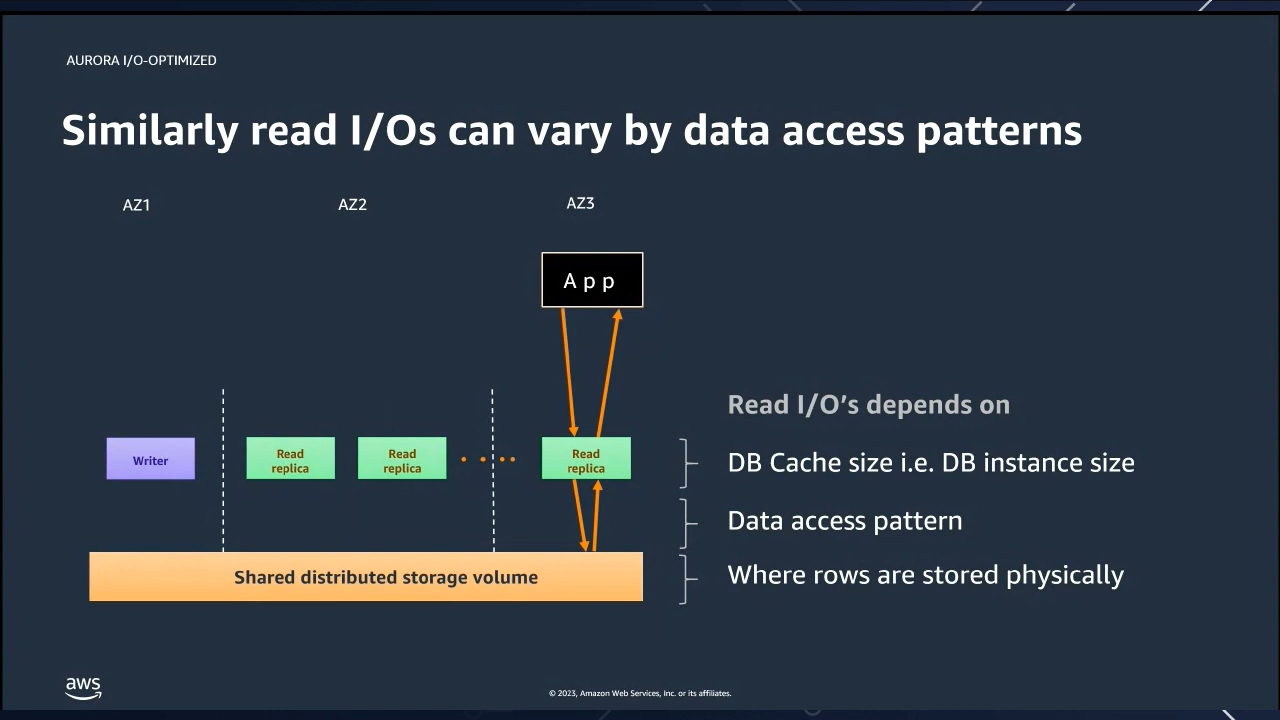 AURORA I/O-OPTIMIZED
Similarly read I/Os can vary by data access patterns
AZ1
AZ2
AZ3
App
Read I/O’s depends on
Writer
Read
replica
Read
replica
Read
replica
DB Cache size i.e. DB instance size
Data access pattern
Shared distributed storage volume
Where rows are stored physically
aws
© 2023, Amazon Web Services, Inc. or its affiliates.